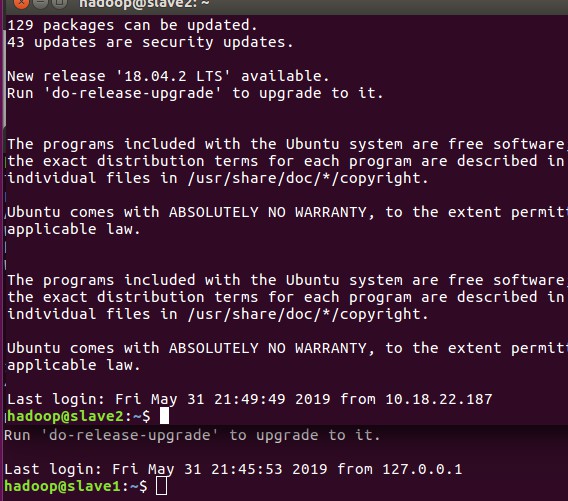 hadoop@slave2: ~
129 packages can be updated.
43 updates are security updates.
New release '18.04.2 LTS' available.
Run 'do-release-upgrade' to upgrade to it.
The programs included with the Ubuntu system are free software;
the exact distribution terms for each program are described in
individual files in /usr/share/doc/*/copyright.
Ubuntu comes with ABSOLUTELY NO WARRANTY, to the extent permitt
applicable law.
The programs included with the Ubuntu system are free software;
the exact distribution terms for each program are described in
individual files in /usr/share/doc/*/copyright.
Ubuntu comes with ABSOLUTELY NO WARRANTY, to the extent permitt
applicable law.
Last login: Fri May 31 21:49:49 2019 from 10.18.22.187
hadoop@slave2:~$
Run 'do-release-upgrade' to upgrade to it.
Last login: Fri May 31 21:45:53 2019 from 127.0.0.1
hadoop@slave1:~$